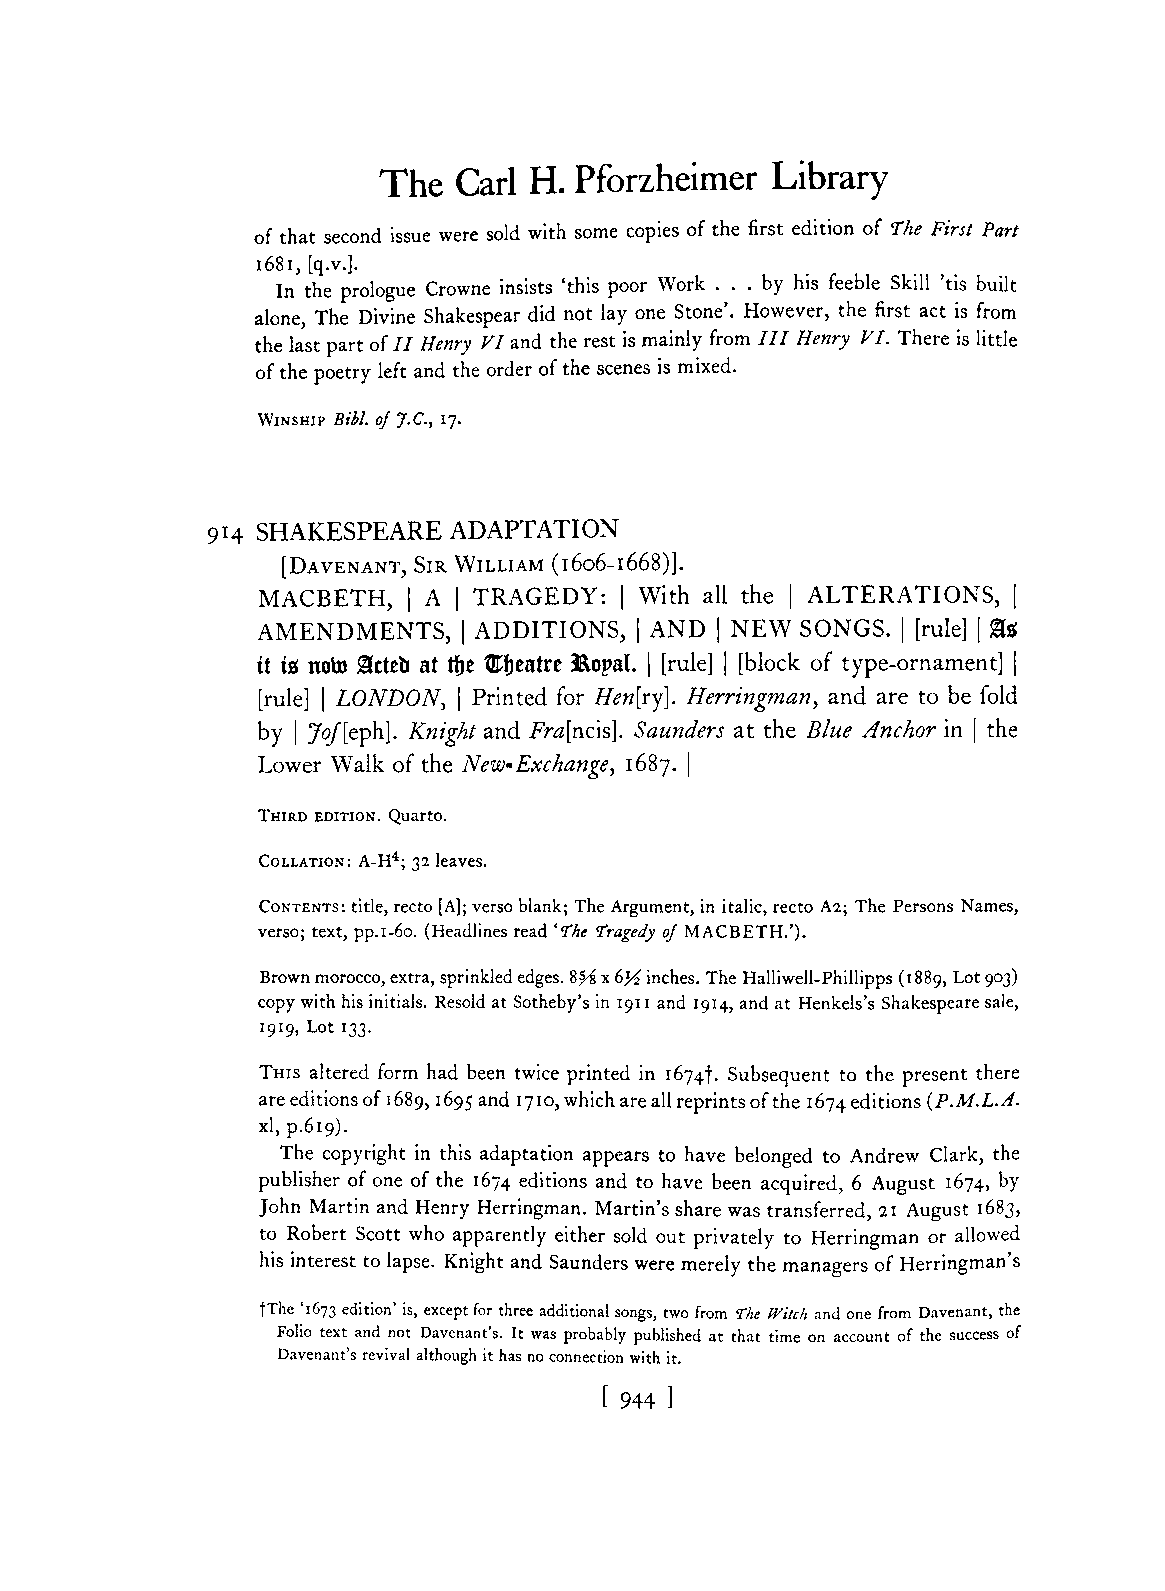 The Carl H. Pforzheimer Library
of that second issue were sold with some copies of the first edition of The First Part
1681, [q.v.].
In the prologue Crowne insists ‘this poor Work . . . by his feeble Skill ’tis built
alone, The Divine Shakespear did not lay one Stone’. However, the first act is from
the last part of II Henry VI and the rest is mainly from III Henry VI. There is little
of the poetry left and the order of the scenes is mixed.
WINSHIP Bibl. of J.C., 17.
914 SHAKESPEARE ADAPTATION
[DAVENANT, SIR WILLIAM (1606-1668)].
MACBETH, | A | TRAGEDY: | With all the | ALTERATIONS, |
AMENDMENTS, | ADDITIONS, | AND | NEW SONGS. | [rule] | As
it is now Acted at the Theatre Royal. | [rule] | [block of type-ornament] |
[rule] | LONDON, | Printed for Hen[ry]. Herringman, and are to be ſold
by | Joſ[eph]. Knight and Fra[ncis]. Saunders at the Blue Anchor in | the
Lower Walk of the New-Exchange, 1687. |
THIRD EDITION. Quarto.
COLLATION: A-H⁴; 32 leaves.
CONTENTS: title, recto [A]; verso blank; The Argument, in italic, recto A2; The Persons Names,
verso; text, pp.1-60. (Headlines read ‘The Tragedy of MACBETH.’).
Brown morocco, extra, sprinkled edges. 8⅝ x 6½ inches. The Halliwell-Phillipps (1889, Lot 903)
copy with his initials. Resold at Sotheby’s in 1911 and 1914, and at Henkels’s Shakespeare sale,
1919, Lot 133.
THIS altered form had been twice printed in 1674†. Subsequent to the present there
are editions of 1689, 1695 and 1710, which are all reprints of the 1674 editions (P.M.L.A.
xl, p.619).
The copyright in this adaptation appears to have belonged to Andrew Clark, the
publisher of one of the 1674 editions and to have been acquired, 6 August 1674, by
John Martin and Henry Herringman. Martin’s share was transferred, 21 August 1683,
to Robert Scott who apparently either sold out privately to Herringman or allowed
his interest to lapse. Knight and Saunders were merely the managers of Herringman’s
†The ‘1673 edition’ is, except for three additional songs, two from The Witch and one from Davenant, the
Folio text and not Davenant’s. It was probably published at that time on account of the success of
Davenant’s revival although it has no connection with it.
[ 944 ]